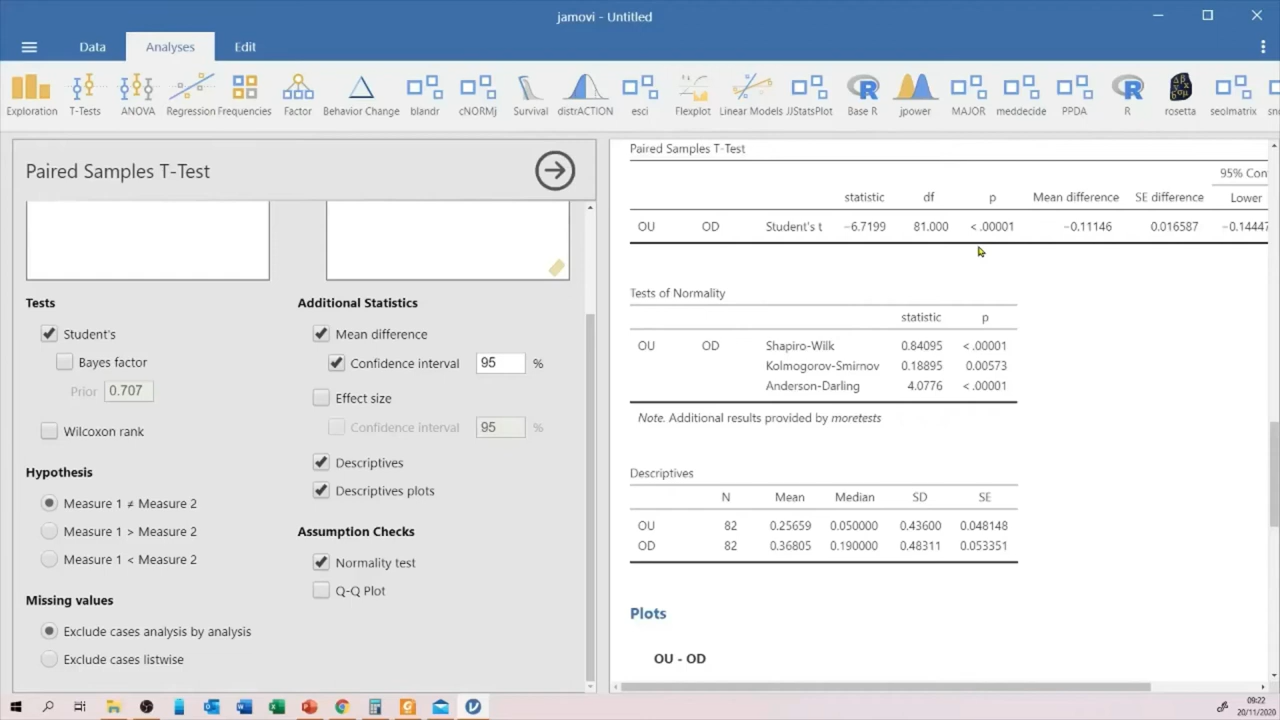 jamovi - Untitled
Data Analyses Edit
Exploration T-Tests ANOVA Regression Frequencies Factor Behavior Change blandr cNORMj Survival distrACTION esci Flexplot Linear Models JJStatsPlot Base R jpower MAJOR meddecide PPDA R rosetta seolmatrix
Paired Samples T-Test
Tests
Student's
Bayes factor
Prior 0.707
Wilcoxon rank
Hypothesis
Measure 1 ≠ Measure 2
Measure 1 > Measure 2
Measure 1 < Measure 2
Missing values
Exclude cases analysis by analysis
Exclude cases listwise
Additional Statistics
Mean difference
Confidence interval 95 %
Effect size
Confidence interval 95 %
Descriptives
Descriptives plots
Assumption Checks
Normality test
Q-Q Plot
Paired Samples T-Test
95% Con
statistic df p Mean difference SE difference Lower
OU OD Student's t −6.7199 81.000 < .00001 −0.11146 0.016587 −0.14447
Tests of Normality
statistic p
OU OD Shapiro-Wilk 0.84095 < .00001
Kolmogorov-Smirnov 0.18895 0.00573
Anderson-Darling 4.0776 < .00001
Note. Additional results provided by moretests
Descriptives
N Mean Median SD SE
OU 82 0.25659 0.050000 0.43600 0.048148
OD 82 0.36805 0.190000 0.48311 0.053351
Plots
OU - OD
09:22
20/11/2020